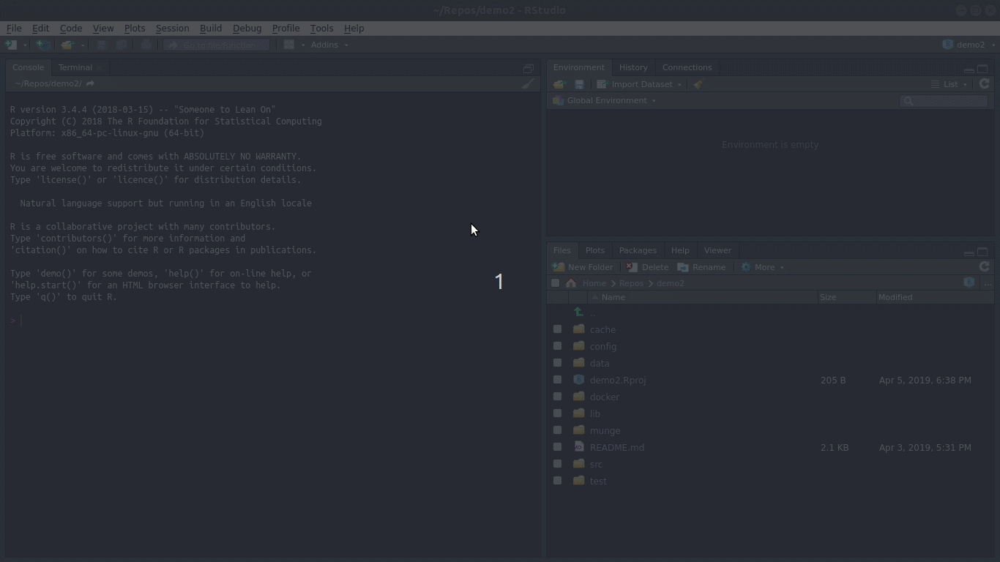 ~/Repos/demo2 - RStudio
File Edit Code View Plots Session Build Debug Profile Tools Help
Go to file/function Addins demo2
Console Terminal
~/Repos/demo2/
R version 3.4.4 (2018-03-15) -- "Someone to Lean On"
Copyright (C) 2018 The R Foundation for Statistical Computing
Platform: x86_64-pc-linux-gnu (64-bit)
R is free software and comes with ABSOLUTELY NO WARRANTY.
You are welcome to redistribute it under certain conditions.
Type 'license()' or 'licence()' for distribution details.
Natural language support but running in an English locale
R is a collaborative project with many contributors.
Type 'contributors()' for more information and
'citation()' on how to cite R or R packages in publications.
Type 'demo()' for some demos, 'help()' for on-line help, or
'help.start()' for an HTML browser interface to help.
Type 'q()' to quit R.
>
1
Environment History Connections
Import Dataset List
Global Environment
Environment is empty
Files Plots Packages Help Viewer
New Folder Delete Rename More
Home Repos demo2 ...
Name Size Modified
..
cache
config
data
demo2.Rproj 205 B Apr 5, 2019, 6:38 PM
docker
lib
munge
README.md 2.1 KB Apr 3, 2019, 5:31 PM
src
test